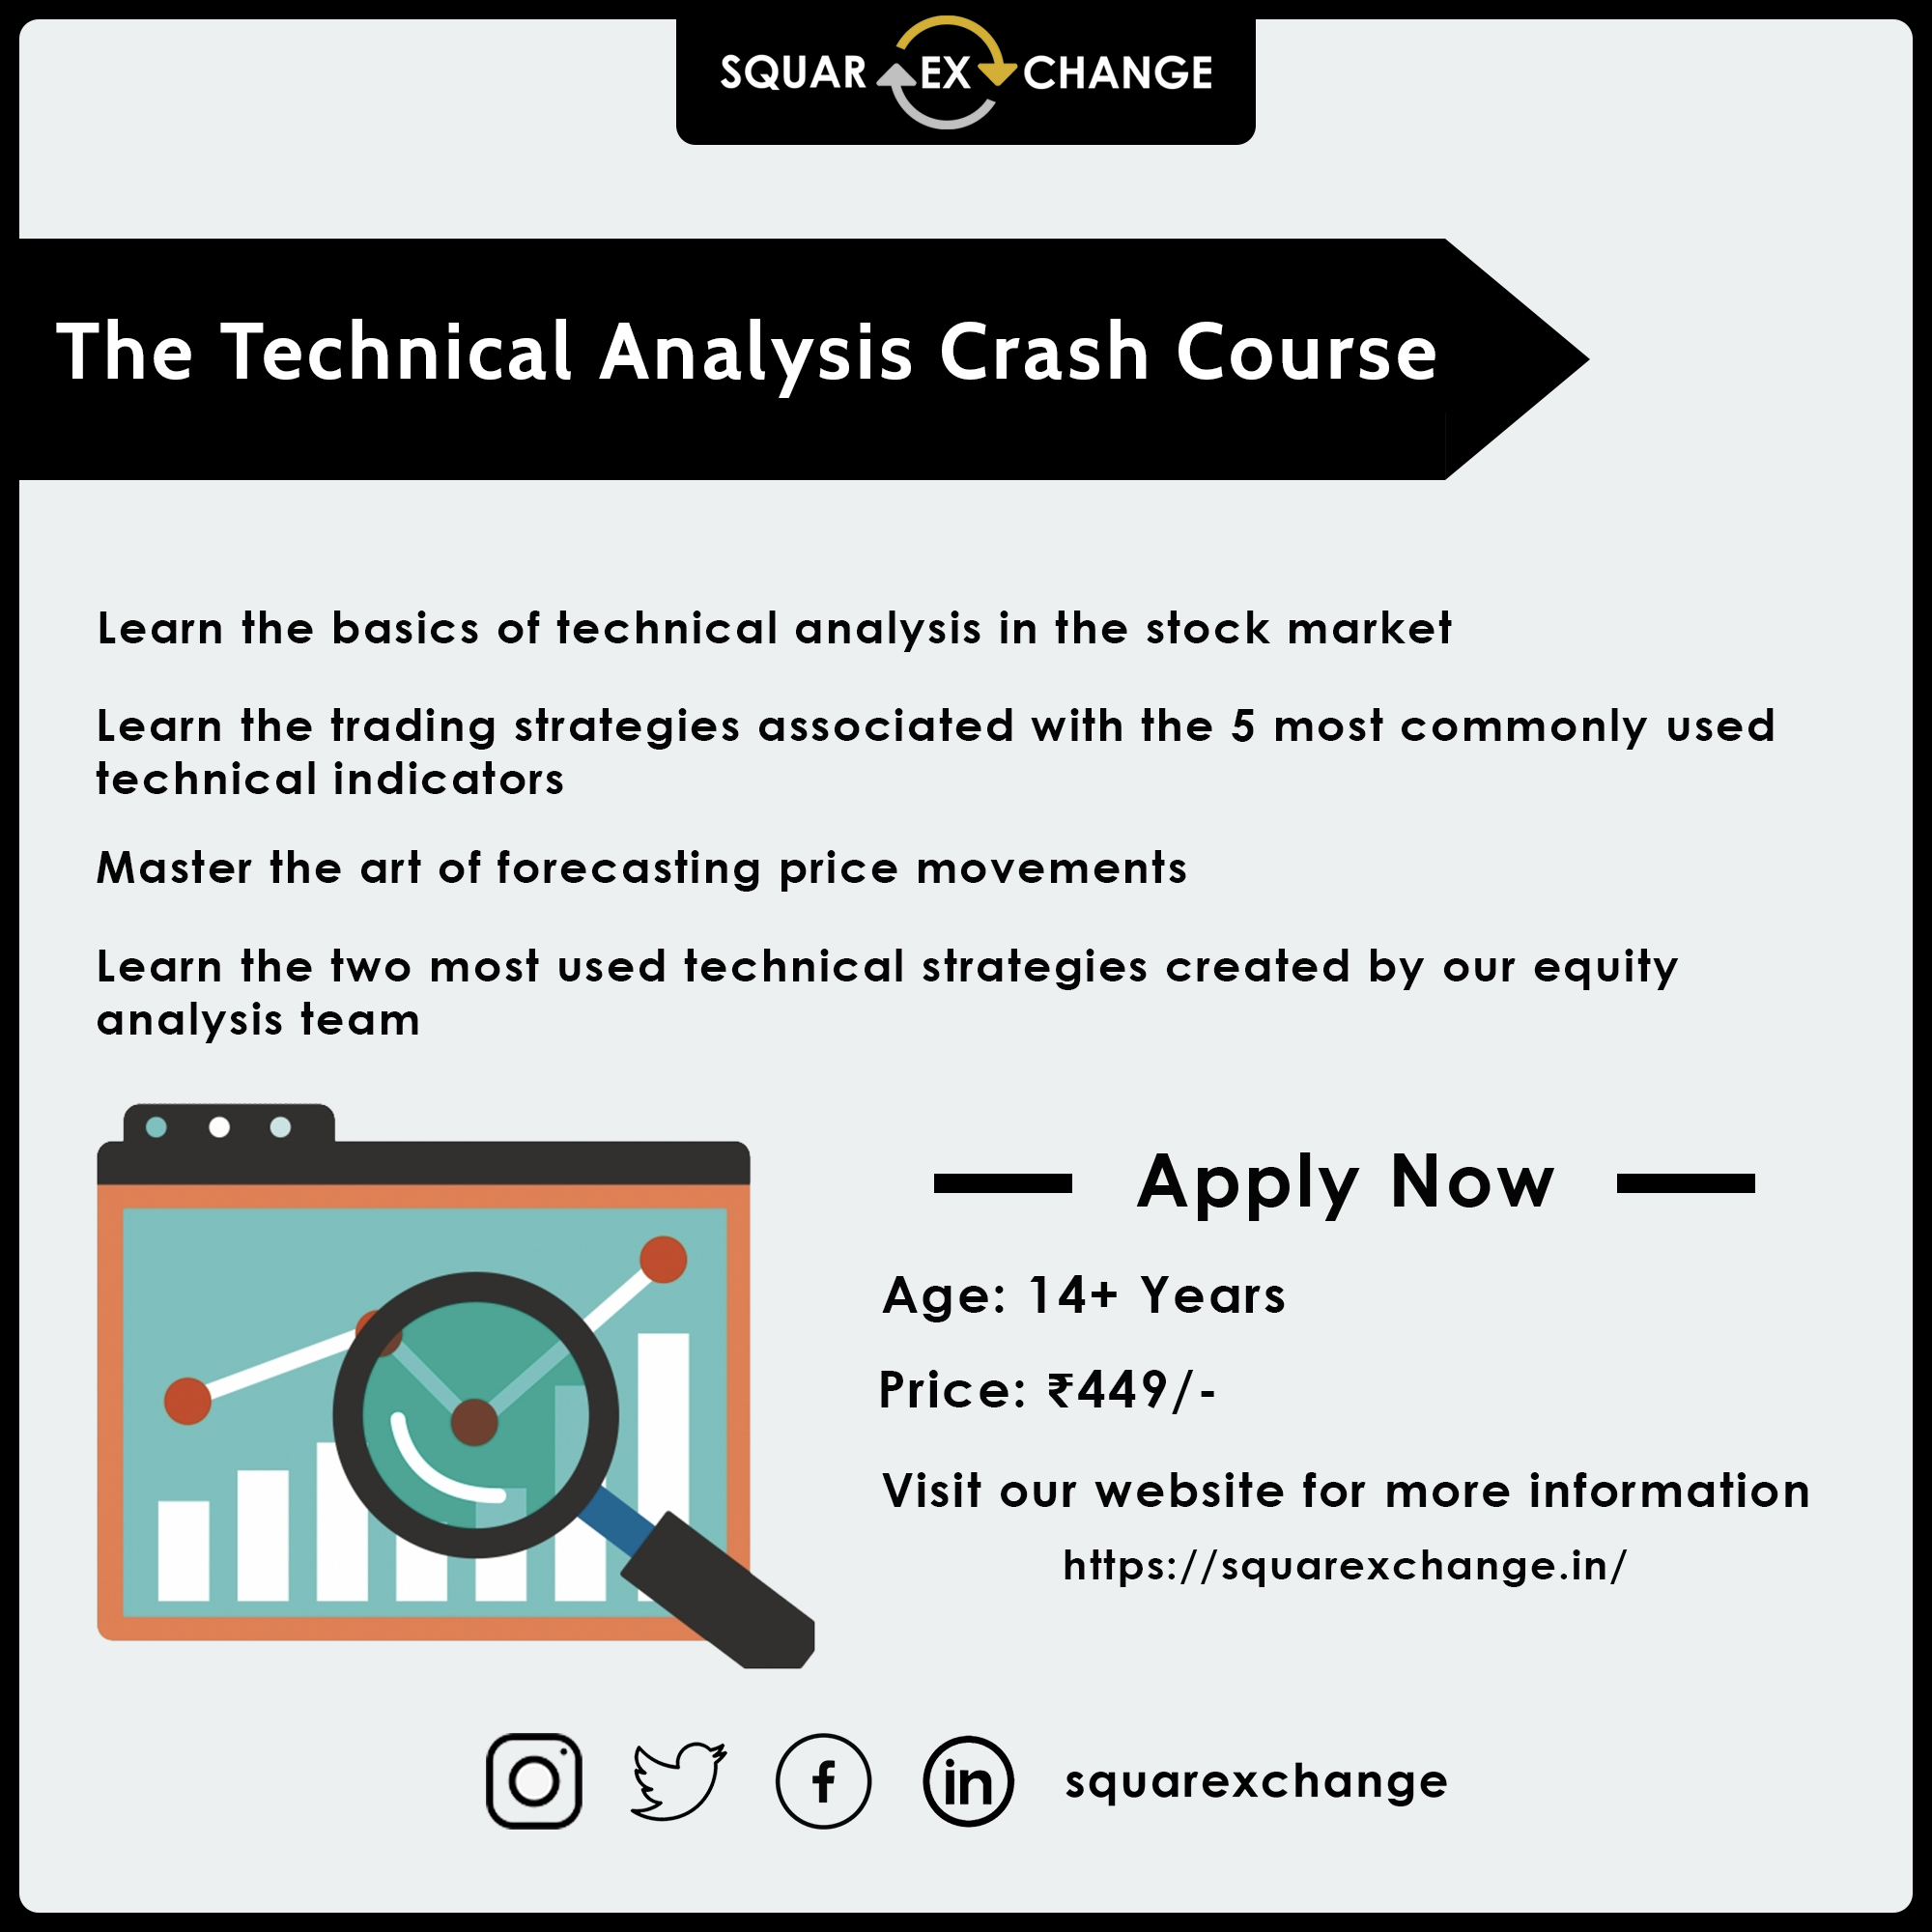 SQUAR EX CHANGE
The Technical Analysis Crash Course
Learn the basics of technical analysis in the stock market
Learn the trading strategies associated with the 5 most commonly used
technical indicators
Master the art of forecasting price movements
Learn the two most used technical strategies created by our equity
analysis team
Apply Now
Age: 14+ Years
Price: ₹449/-
Visit our website for more information
https://squarexchange.in/
squarexchange